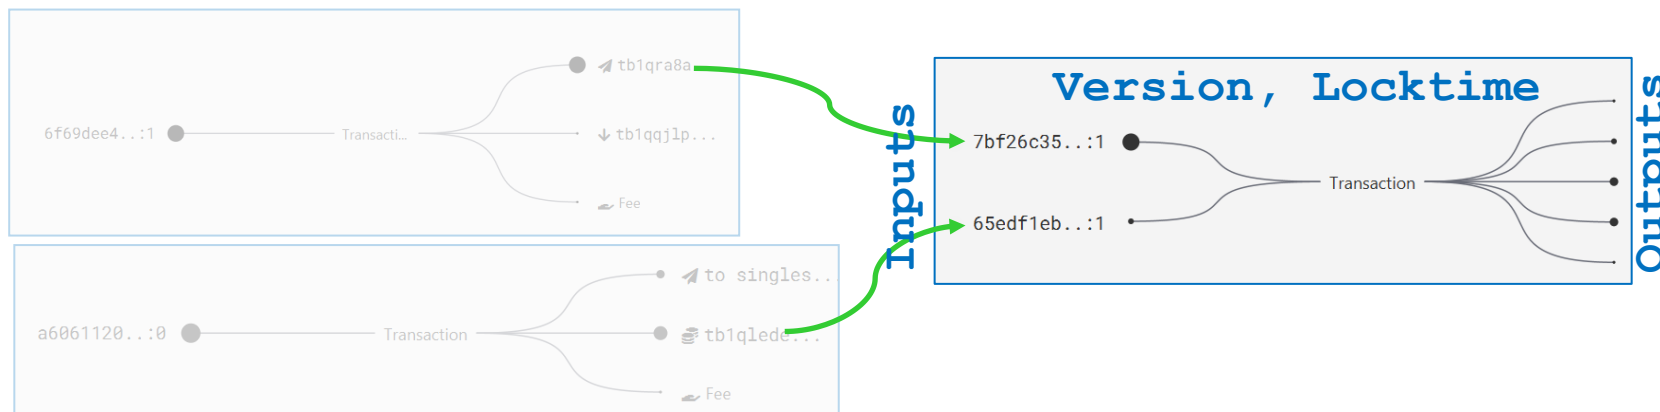 6f69dee4..:1
Transacti...
tb1qra8a
tb1qqjlp...
Fee
a6061120..:0
Transaction
to singles..
tb1qlede...
Fee
Inputs
Version, Locktime
7bf26c35..:1
65edf1eb..:1
Transaction
Outputs